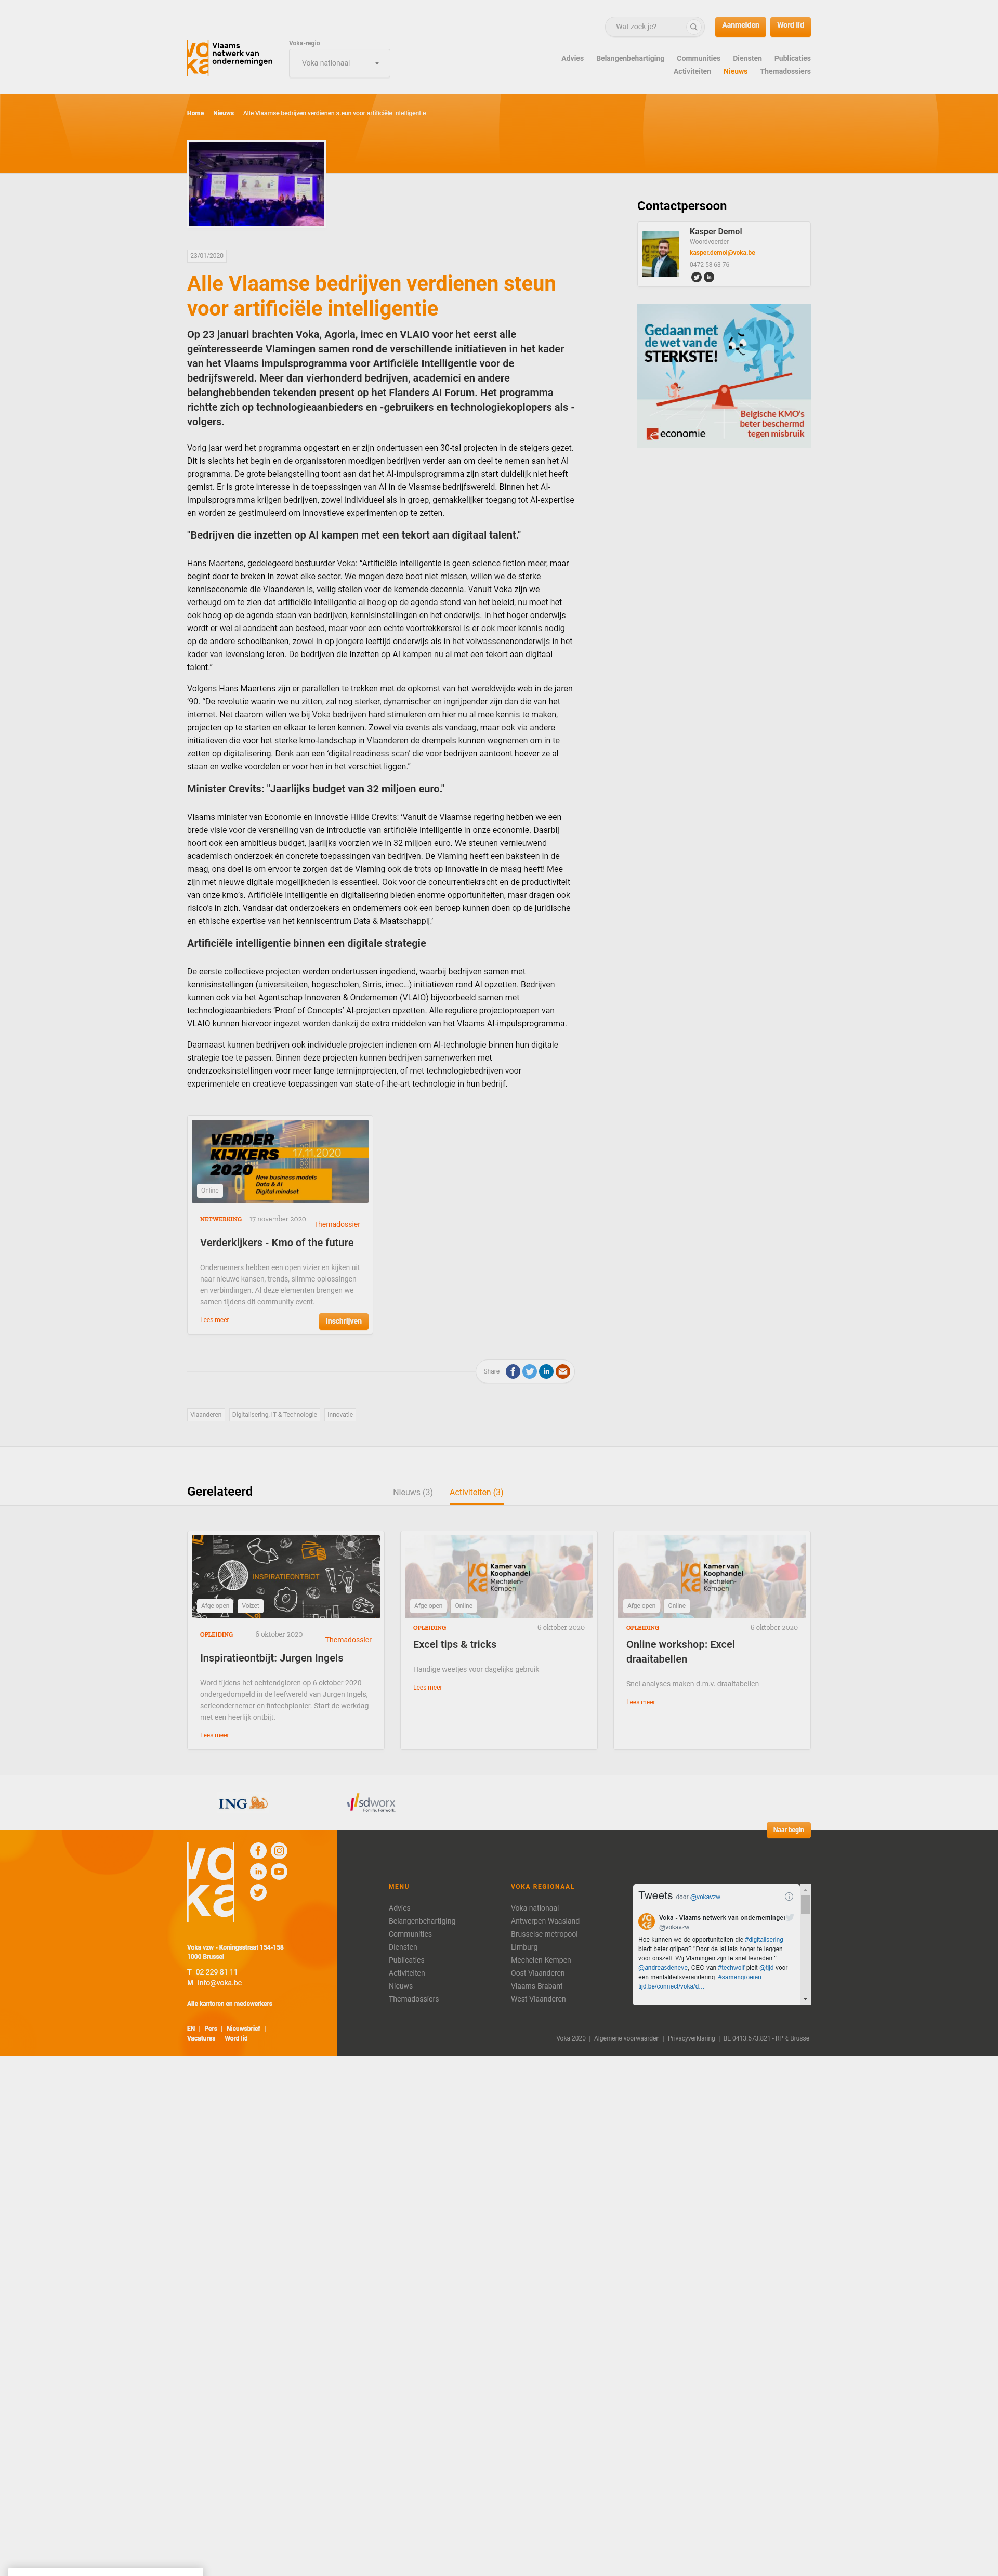 Wat zoek je?
Aanmelden
Word lid
voka
Vlaams
netwerk van
ondernemingen
Voka-regio
Voka nationaal
Advies Belangenbehartiging Communities Diensten Publicaties
Activiteiten Nieuws Themadossiers
Home Nieuws Alle Vlaamse bedrijven verdienen steun voor artificiële intelligentie
23/01/2020
Alle Vlaamse bedrijven verdienen steun
voor artificiële intelligentie
Op 23 januari brachten Voka, Agoria, imec en VLAIO voor het eerst alle
geïnteresseerde Vlamingen samen rond de verschillende initiatieven in het kader
van het Vlaams impulsprogramma voor Artificiële Intelligentie voor de
bedrijfswereld. Meer dan vierhonderd bedrijven, academici en andere
belanghebbenden tekenden present op het Flanders AI Forum. Het programma
richtte zich op technologieaanbieders en -gebruikers en technologiekoplopers als -
volgers.
Vorig jaar werd het programma opgestart en er zijn ondertussen een 30-tal projecten in de steigers gezet.
Dit is slechts het begin en de organisatoren moedigen bedrijven verder aan om deel te nemen aan het AI
programma. De grote belangstelling toont aan dat het AI-impulsprogramma zijn start duidelijk niet heeft
gemist. Er is grote interesse in de toepassingen van AI in de Vlaamse bedrijfswereld. Binnen het AI-
impulsprogramma krijgen bedrijven, zowel individueel als in groep, gemakkelijker toegang tot AI-expertise
en worden ze gestimuleerd om innovatieve experimenten op te zetten.
"Bedrijven die inzetten op AI kampen met een tekort aan digitaal talent."
Hans Maertens, gedelegeerd bestuurder Voka: “Artificiële intelligentie is geen science fiction meer, maar
begint door te breken in zowat elke sector. We mogen deze boot niet missen, willen we de sterke
kenniseconomie die Vlaanderen is, veilig stellen voor de komende decennia. Vanuit Voka zijn we
verheugd om te zien dat artificiële intelligentie al hoog op de agenda stond van het beleid, nu moet het
ook hoog op de agenda staan van bedrijven, kennisinstellingen en het onderwijs. In het hoger onderwijs
wordt er wel al aandacht aan besteed, maar voor een echte voortrekkersrol is er ook meer kennis nodig
op de andere schoolbanken, zowel in op jongere leeftijd onderwijs als in het volwassenenonderwijs in het
kader van levenslang leren. De bedrijven die inzetten op AI kampen nu al met een tekort aan digitaal
talent.”
Volgens Hans Maertens zijn er parallellen te trekken met de opkomst van het wereldwijde web in de jaren
‘90. “De revolutie waarin we nu zitten, zal nog sterker, dynamischer en ingrijpender zijn dan die van het
internet. Net daarom willen we bij Voka bedrijven hard stimuleren om hier nu al mee kennis te maken,
projecten op te starten en elkaar te leren kennen. Zowel via events als vandaag, maar ook via andere
initiatieven die voor het sterke kmo-landschap in Vlaanderen de drempels kunnen wegnemen om in te
zetten op digitalisering. Denk aan een ‘digital readiness scan’ die voor bedrijven aantoont hoever ze al
staan en welke voordelen er voor hen in het verschiet liggen.”
Minister Crevits: "Jaarlijks budget van 32 miljoen euro."
Vlaams minister van Economie en Innovatie Hilde Crevits: ‘Vanuit de Vlaamse regering hebben we een
brede visie voor de versnelling van de introductie van artificiële intelligentie in onze economie. Daarbij
hoort ook een ambitieus budget, jaarlijks voorzien we in 32 miljoen euro. We steunen vernieuwend
academisch onderzoek én concrete toepassingen van bedrijven. De Vlaming heeft een baksteen in de
maag, ons doel is om ervoor te zorgen dat de Vlaming ook de trots op innovatie in de maag heeft! Mee
zijn met nieuwe digitale mogelijkheden is essentieel. Ook voor de concurrentiekracht en de productiviteit
van onze kmo’s. Artificiële Intelligentie en digitalisering bieden enorme opportuniteiten, maar dragen ook
risico’s in zich. Vandaar dat onderzoekers en ondernemers ook een beroep kunnen doen op de juridische
en ethische expertise van het kenniscentrum Data & Maatschappij.’
Artificiële intelligentie binnen een digitale strategie
De eerste collectieve projecten werden ondertussen ingediend, waarbij bedrijven samen met
kennisinstellingen (universiteiten, hogescholen, Sirris, imec…) initiatieven rond AI opzetten. Bedrijven
kunnen ook via het Agentschap Innoveren & Ondernemen (VLAIO) bijvoorbeeld samen met
technologieaanbieders ‘Proof of Concepts’ AI-projecten opzetten. Alle reguliere projectoproepen van
VLAIO kunnen hiervoor ingezet worden dankzij de extra middelen van het Vlaams AI-impulsprogramma.
Daarnaast kunnen bedrijven ook individuele projecten indienen om AI-technologie binnen hun digitale
strategie toe te passen. Binnen deze projecten kunnen bedrijven samenwerken met
onderzoeksinstellingen voor meer lange termijnprojecten, of met technologiebedrijven voor
experimentele en creatieve toepassingen van state-of-the-art technologie in hun bedrijf.
Contactpersoon
Kasper Demol
Woordvoerder
kasper.demol@voka.be
0472 58 63 76
Gedaan met
de wet van de
STERKSTE!
Belgische KMO's
beter beschermd
tegen misbruik
economie
VERDER
KIJKERS
2020
17.11.2020
New business models
Data & AI
Digital mindset
Online
NETWERKING 17 november 2020 Themadossier
Verderkijkers - Kmo of the future
Ondernemers hebben een open vizier en kijken uit
naar nieuwe kansen, trends, slimme oplossingen
en verbindingen. Al deze elementen brengen we
samen tijdens dit community event.
Lees meer
Inschrijven
Share
Vlaanderen Digitalisering, IT & Technologie Innovatie
Gerelateerd
Nieuws (3) Activiteiten (3)
INSPIRATIEONTBIJT
Afgelopen Volzet
OPLEIDING 6 oktober 2020 Themadossier
Inspiratieontbijt: Jurgen Ingels
Word tijdens het ochtendgloren op 6 oktober 2020
ondergedompeld in de leefwereld van Jurgen Ingels,
serieondernemer en fintechpionier. Start de werkdag
met een heerlijk ontbijt.
Lees meer
voka
Kamer van
Koophandel
Mechelen-
Kempen
Afgelopen Online
OPLEIDING 6 oktober 2020
Excel tips & tricks
Handige weetjes voor dagelijks gebruik
Lees meer
voka
Kamer van
Koophandel
Mechelen-
Kempen
Afgelopen Online
OPLEIDING 6 oktober 2020
Online workshop: Excel
draaitabellen
Snel analyses maken d.m.v. draaitabellen
Lees meer
ING
sdworx
For life. For work.
Naar begin
voka
Voka vzw - Koningsstraat 154-158
1000 Brussel
T 02 229 81 11
M info@voka.be
Alle kantoren en medewerkers
EN | Pers | Nieuwsbrief |
Vacatures | Word lid
MENU
Advies
Belangenbehartiging
Communities
Diensten
Publicaties
Activiteiten
Nieuws
Themadossiers
VOKA REGIONAAL
Voka nationaal
Antwerpen-Waasland
Brusselse metropool
Limburg
Mechelen-Kempen
Oost-Vlaanderen
Vlaams-Brabant
West-Vlaanderen
Tweets door @vokavzw
Voka - Vlaams netwerk van ondernemingen
@vokavzw
Hoe kunnen we de opportuniteiten die #digitalisering
biedt beter grijpen? "Door de lat iets hoger te leggen
voor onszelf. Wij Vlamingen zijn te snel tevreden."
@andreasdeneve, CEO van #techwolf pleit @tijd voor
een mentaliteitsverandering. #samengroeien
tijd.be/connect/voka/d…
Voka 2020 | Algemene voorwaarden | Privacyverklaring | BE 0413.673.821 - RPR: Brussel